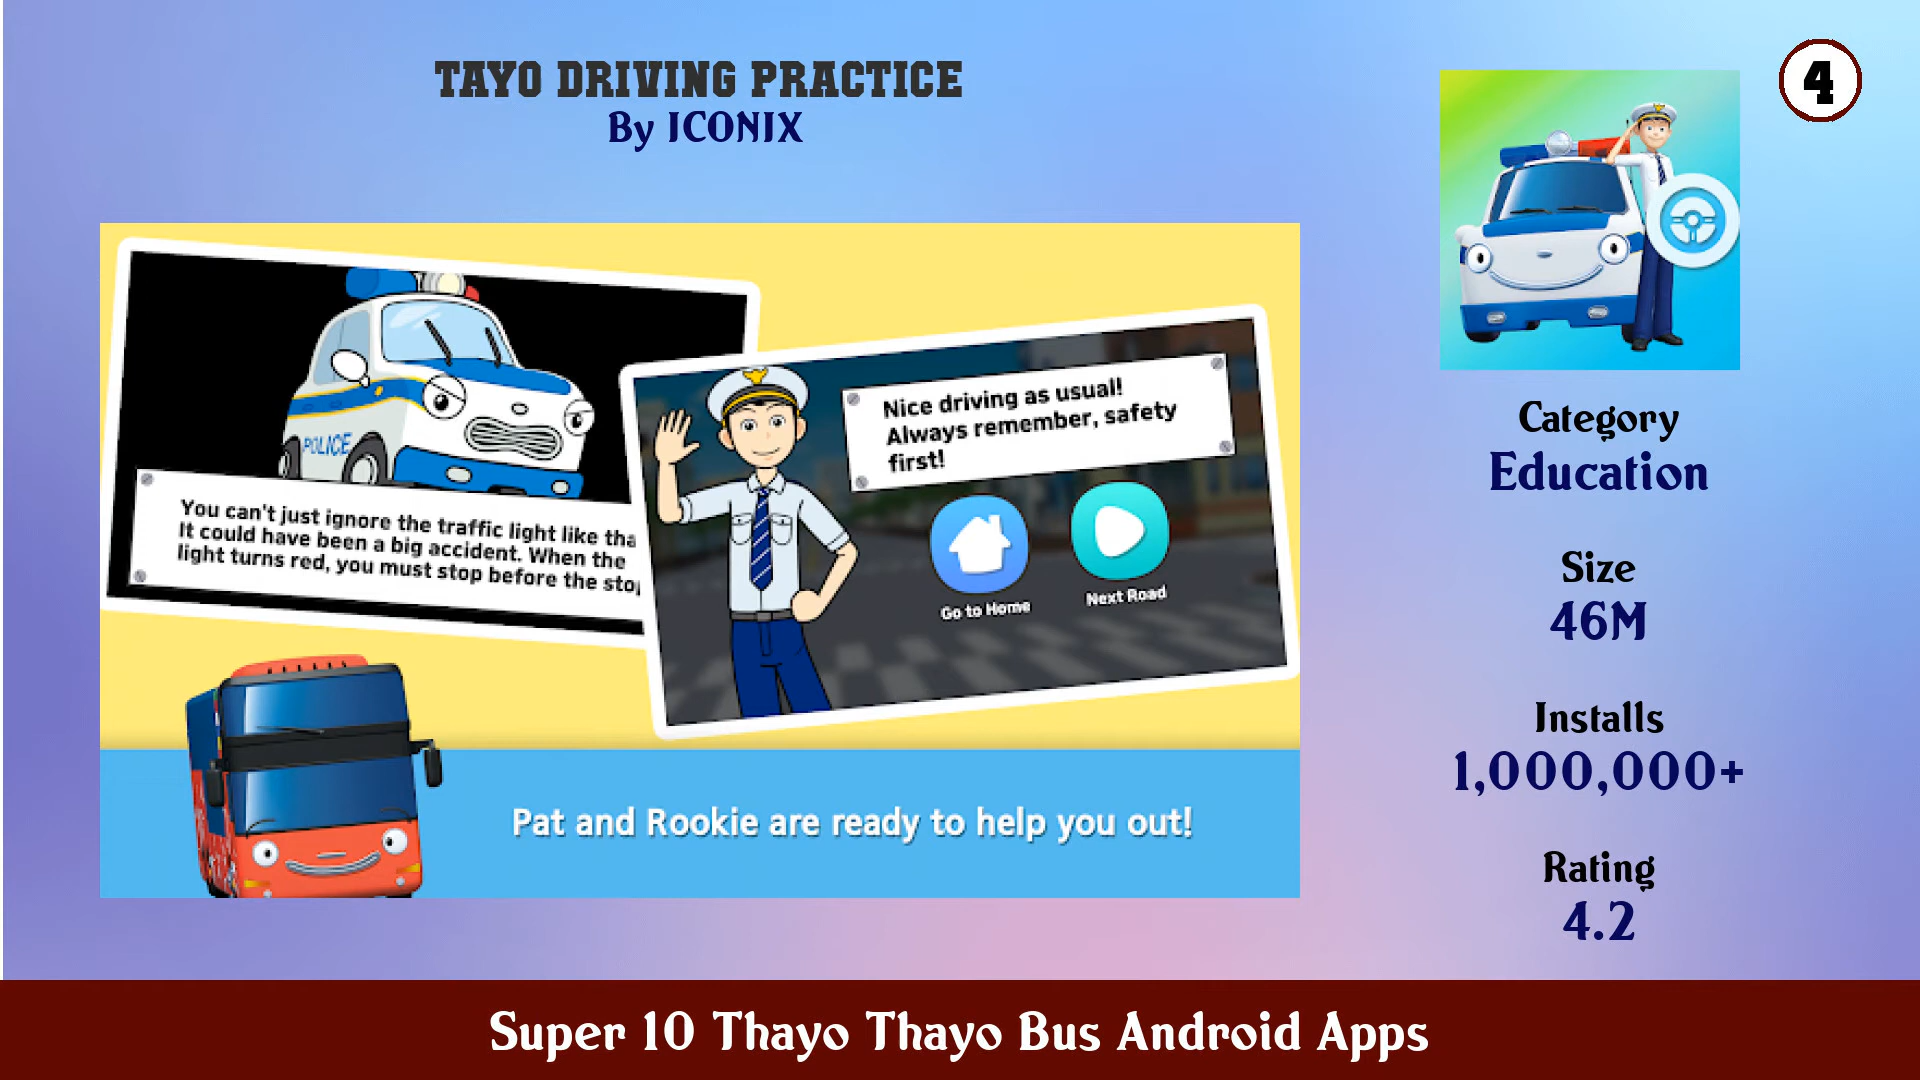 TAYO DRIVING PRACTICE
By ICONIX
4
POLICE
You can't just ignore the traffic light like
It could have been a big accident. When the
light turns red, you must stop before the
Nice driving as usual!
Always remember, safety
first!
Go to Home
Next Road
Pat and Rookie are ready to help you out!
Category
Education
Size
46M
Installs
1,000,000+
Rating
4.2
Super 10 Thayo Thayo Bus Android Apps